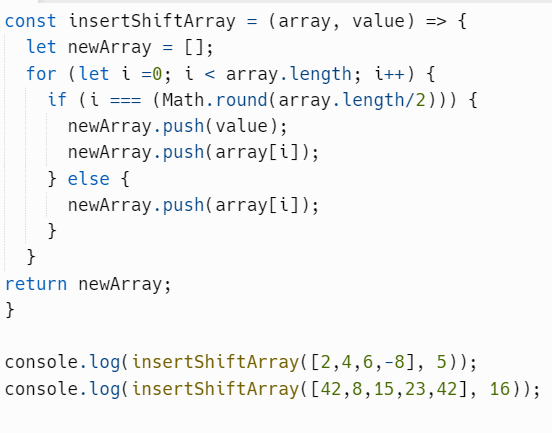 const insertShiftArray = (array, value) => {
  let newArray = [];
  for (let i =0; i < array.length; i++) {
    if (i === (Math.round(array.length/2))) {
      newArray.push(value);
      newArray.push(array[i]);
    } else {
      newArray.push(array[i]);
    }
  }
return newArray;
}

console.log(insertShiftArray([2,4,6,-8], 5));
console.log(insertShiftArray([42,8,15,23,42], 16));